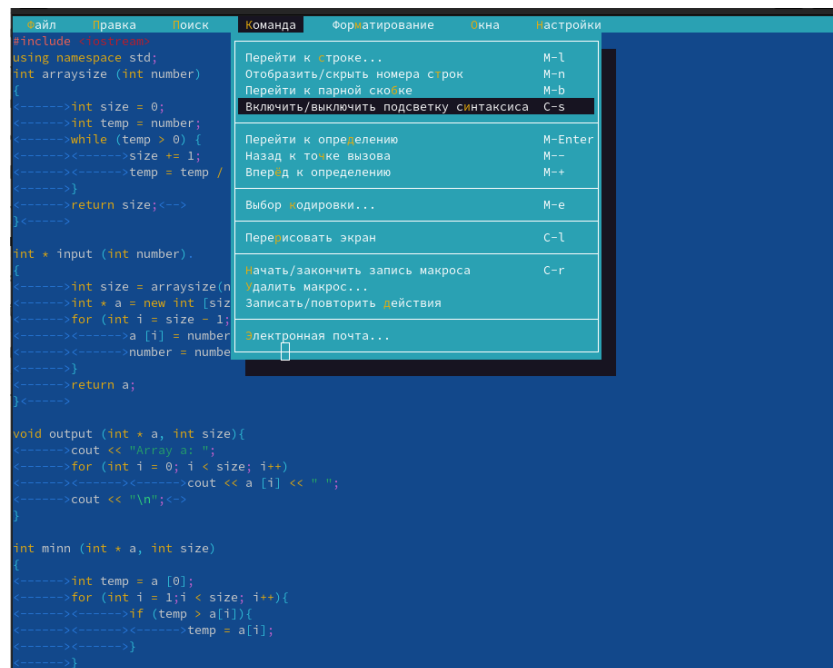 Файл Правка Поиск Команда Форматирование Окна Настройки
#include <iostream>
using namespace std;
int arraysize (int number)
{
<------>int size = 0;
<------>int temp = number;
<------>while (temp > 0) {
<------><------>size += 1;
<------><------>temp = temp /
<------>}
<------>return size;<-->
}<----->
int * input (int number).
{
<------>int size = arraysize(n
<------>int * a = new int [siz
<------>for (int i = size - 1;
<------><------>a [i] = number
<------><------>number = numbe
<------>}
<------>return a;
}<----->
void output (int * a, int size){
<------>cout << "Array a: ";
<------>for (int i = 0; i < size; i++)
<------><------><------>cout << a [i] << " ";
<------>cout << "\n";<->
}
int minn (int * a, int size)
{
<------>int temp = a [0];
<------>for (int i = 1;i < size; i++){
<------><------>if (temp > a[i]){
<------><------><------>temp = a[i];
<------><------>}
<------>}
Перейти к строке... M-l
Отобразить/скрыть номера строк M-n
Перейти к парной скобке M-b
Включить/выключить подсветку синтаксиса C-s
Перейти к определению M-Enter
Назад к точке вызова M--
Вперёд к определению M-+
Выбор кодировки... M-e
Перерисовать экран C-l
Начать/закончить запись макроса C-r
Удалить макрос...
Записать/повторить действия
Электронная почта...